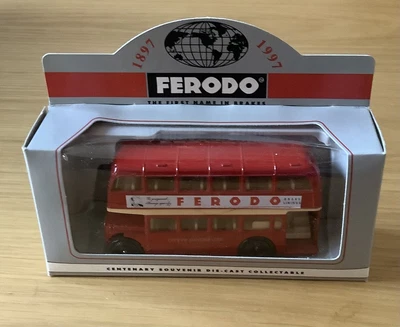 1897 1997
FERODO®
THE FIRST NAME IN BRAKES
FERODO
CENTENARY SOUVENIR DIE-CAST COLLECTABLE